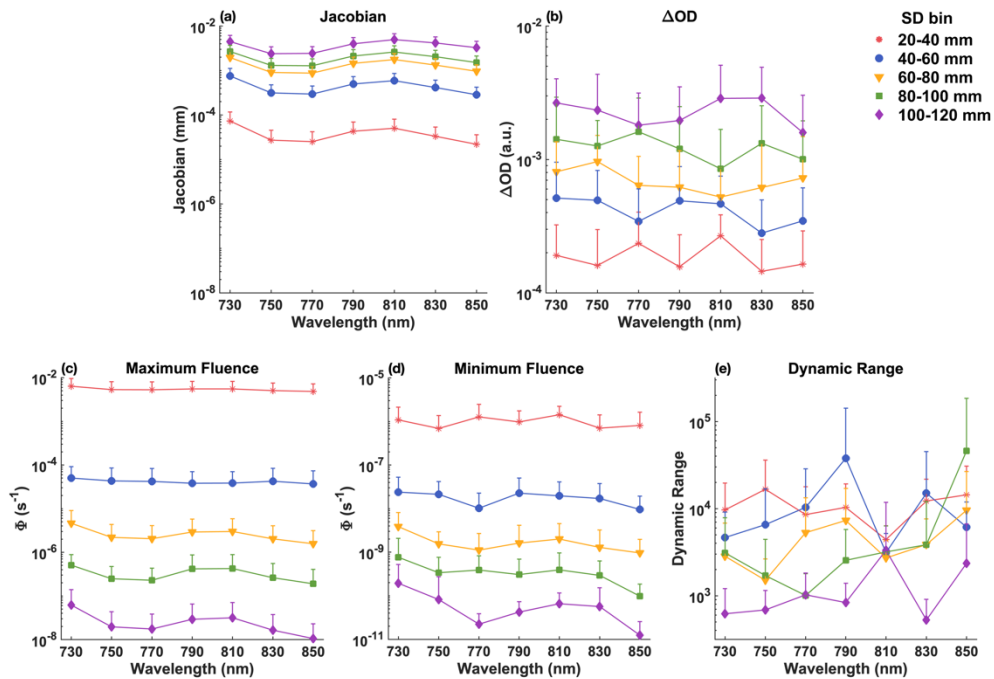 (a) Jacobian
10^-2
10^-4
10^-6
10^-8
Jacobian (mm)
730 750 770 790 810 830 850
Wavelength (nm)
(b) ΔOD
10^-2
10^-3
10^-4
ΔOD (a.u.)
730 750 770 790 810 830 850
Wavelength (nm)
SD bin
20-40 mm
40-60 mm
60-80 mm
80-100 mm
100-120 mm
(c) Maximum Fluence
10^-2
10^-4
10^-6
10^-8
Φ (s^-1)
730 750 770 790 810 830 850
Wavelength (nm)
(d) Minimum Fluence
10^-5
10^-7
10^-9
10^-11
Φ (s^-1)
730 750 770 790 810 830 850
Wavelength (nm)
(e) Dynamic Range
10^5
10^4
10^3
Dynamic Range
730 750 770 790 810 830 850
Wavelength (nm)